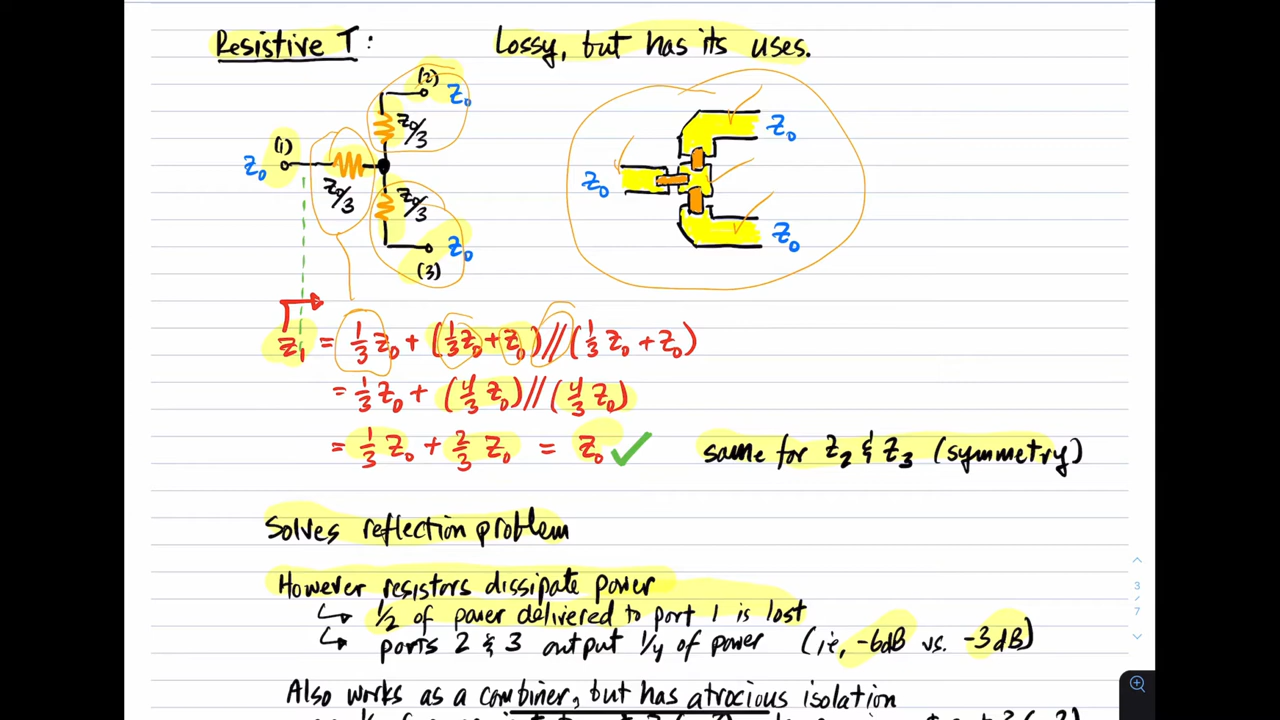 Resistive T: Lossy, but has its uses.
(2)
Z₀
Z₀/3
Z₀
(1)
Z₀
Z₀/3
Z₀/3
Z₀
Z₀
Z₀
(3)
Z₁ = 1/3 Z₀ + (1/3 Z₀ + Z₀) // (1/3 Z₀ + Z₀)
= 1/3 Z₀ + (4/3 Z₀) // (4/3 Z₀)
= 1/3 Z₀ + 2/3 Z₀ = Z₀ ✓ same for Z₂ & Z₃ (symmetry)
Solves reflection problem
However resistors dissipate power
↳ 1/2 of power delivered to port 1 is lost
↳ ports 2 & 3 output 1/4 of power (ie, -6dB vs. -3dB)
Also works as a combiner, but has atrocious isolation
3
/
7